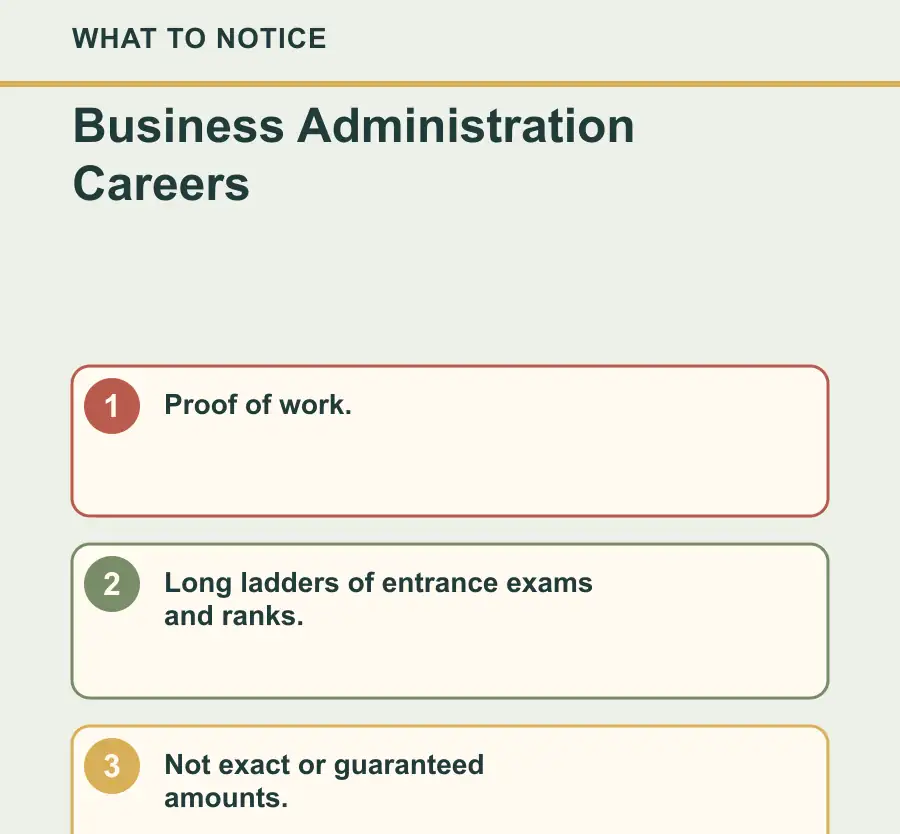 WHAT TO NOTICE
Business Administration
Careers
1
Proof of work.
2
Long ladders of entrance exams
and ranks.
3
Not exact or guaranteed
amounts.